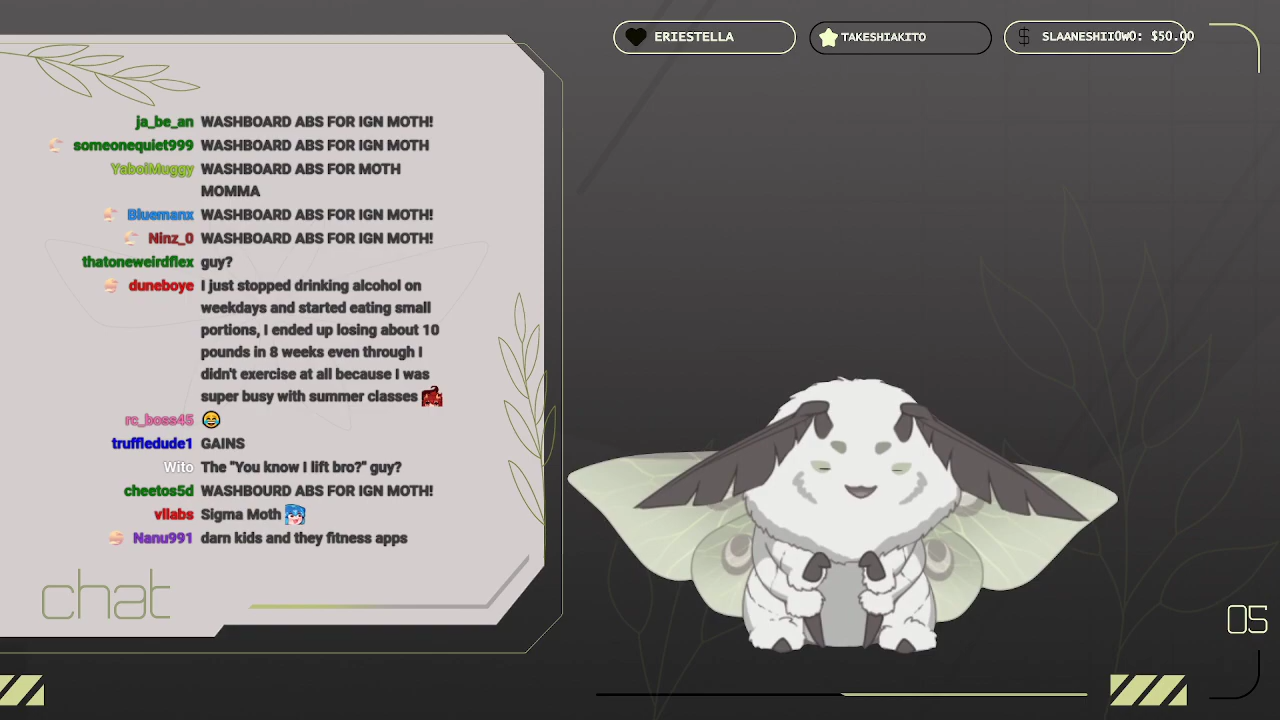 ERIESTELLA
TAKESHIAKITO
SLAANESHII0W0: $50.00
ja_be_an WASHBOARD ABS FOR IGN MOTH!
someonequiet999 WASHBOARD ABS FOR IGN MOTH
YaboiMuggy WASHBOARD ABS FOR MOTH
MOMMA
Bluemanx WASHBOARD ABS FOR IGN MOTH!
Ninz_0 WASHBOARD ABS FOR IGN MOTH!
thatoneweirdflex guy?
duneboye I just stopped drinking alcohol on
weekdays and started eating small
portions, I ended up losing about 10
pounds in 8 weeks even through I
didn't exercise at all because I was
super busy with summer classes
rc_boss45 😂
truffledude1 GAINS
Wito The "You know I lift bro?" guy?
cheetos5d WASHBOURD ABS FOR IGN MOTH!
vllabs Sigma Moth
Nanu991 darn kids and they fitness apps
chat
05